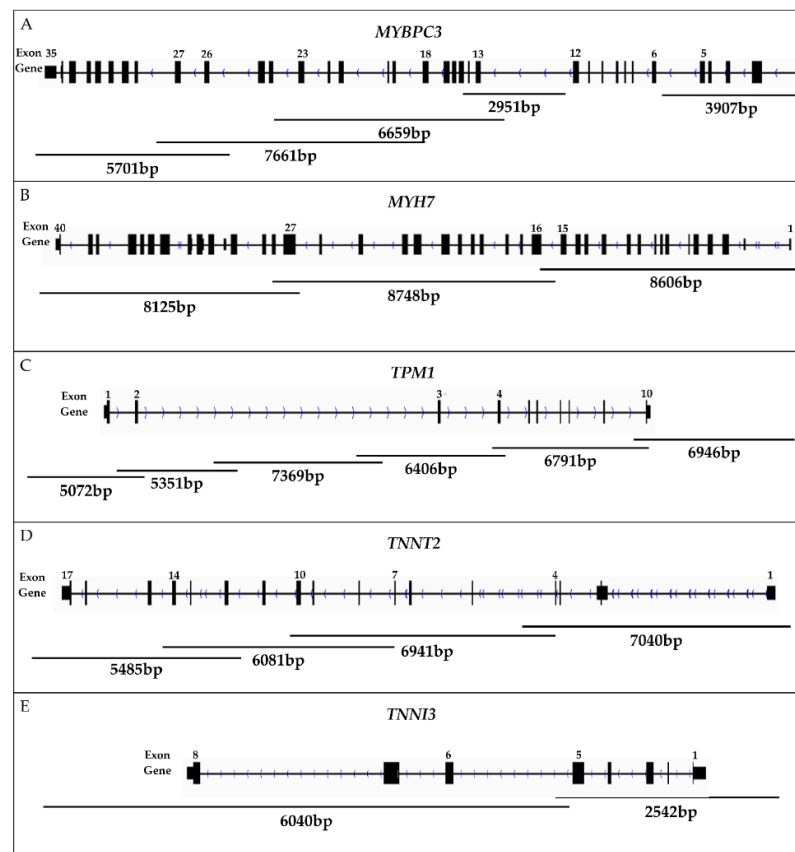 A
MYBPC3
Exon 35 27 26 23 18 13 12 6 5
Gene
2951bp 3907bp
6659bp
7661bp
5701bp
B
MYH7
Exon 40 27 16 15 1
Gene
8125bp 8748bp 8606bp
C
TPM1
Exon 1 2 3 4 10
Gene
5072bp 5351bp 7369bp 6406bp 6791bp 6946bp
D
TNNT2
Exon 17 14 10 7 4 1
Gene
5485bp 6081bp 6941bp 7040bp
E
TNNI3
Exon 8 6 5 1
Gene
6040bp 2542bp